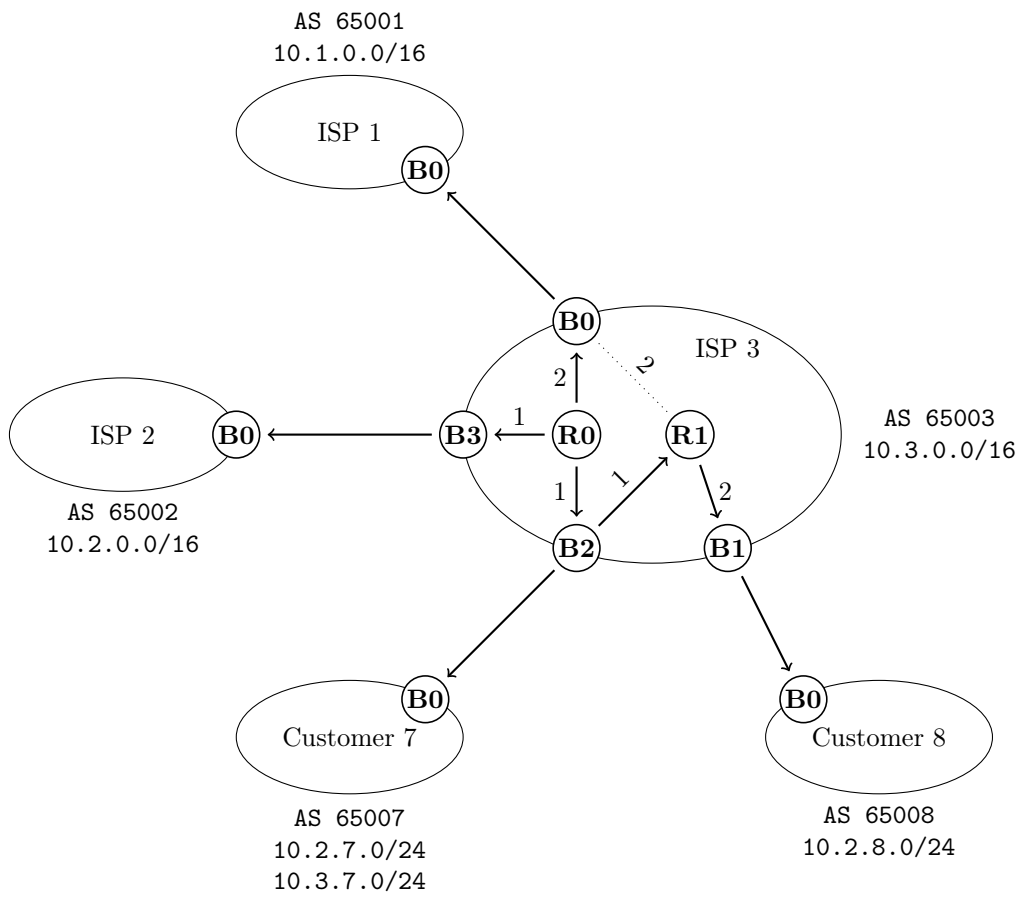 AS 65001
10.1.0.0/16
ISP 1
B0
B0
ISP 3
2
2
ISP 2
B0
B3
1
R0
R1
AS 65003
10.3.0.0/16
1
1
2
AS 65002
10.2.0.0/16
B2
B1
B0
Customer 7
B0
Customer 8
AS 65007
10.2.7.0/24
10.3.7.0/24
AS 65008
10.2.8.0/24